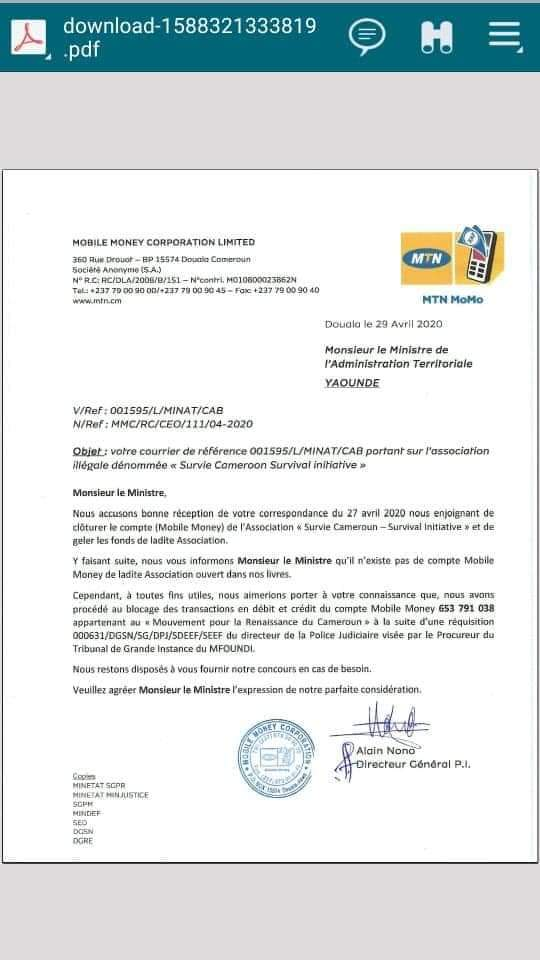 download-1588321333819
.pdf
MOBILE MONEY CORPORATION LIMITED
360 Rue Drouot – BP 15574 Douala Cameroun
Société Anonyme (S.A.)
N° R.C: RC/DLA/2008/B/151 – N°contri. M010800023862N
Tel.: +237 79 00 90 00/+237 79 00 90 45 – Fax: +237 79 00 90 40
www.mtn.cm
MTN
MTN MoMo
Douala le 29 Avril 2020
Monsieur le Ministre de
l'Administration Territoriale
YAOUNDE
V/Ref : 001595/L/MINAT/CAB
N/Ref : MMC/RC/CEO/111/04-2020
Objet : votre courrier de référence 001595/L/MINAT/CAB portant sur l'association
illégale dénommée « Survie Cameroon Survival initiative »
Monsieur le Ministre,
Nous accusons bonne réception de votre correspondance du 27 avril 2020 nous enjoignant de
clôturer le compte (Mobile Money) de l'Association « Survie Cameroun – Survival Initiative » et de
geler les fonds de ladite Association.
Y faisant suite, nous vous informons Monsieur le Ministre qu'il n'existe pas de compte Mobile
Money de ladite Association ouvert dans nos livres.
Cependant, à toutes fins utiles, nous aimerions porter à votre connaissance que, nous avons
procédé au blocage des transactions en débit et crédit du compte Mobile Money 653 791 038
appartenant au « Mouvement pour la Renaissance du Cameroun » à la suite d'une réquisition
000631/DGSN/SG/DPJ/SDEEF/SEEF du directeur de la Police Judiciaire visée par le Procureur du
Tribunal de Grande Instance du MFOUNDI.
Nous restons disposés à vous fournir notre concours en cas de besoin.
Veuillez agréer Monsieur le Ministre l'expression de notre parfaite considération.
MOBILE MONEY CORPORATION
Alain Nono
Directeur Général P.I.
Copies
MINETAT SGPR
MINETAT MINJUSTICE
SGPM
MINDEF
SED
DGSN
DGRE